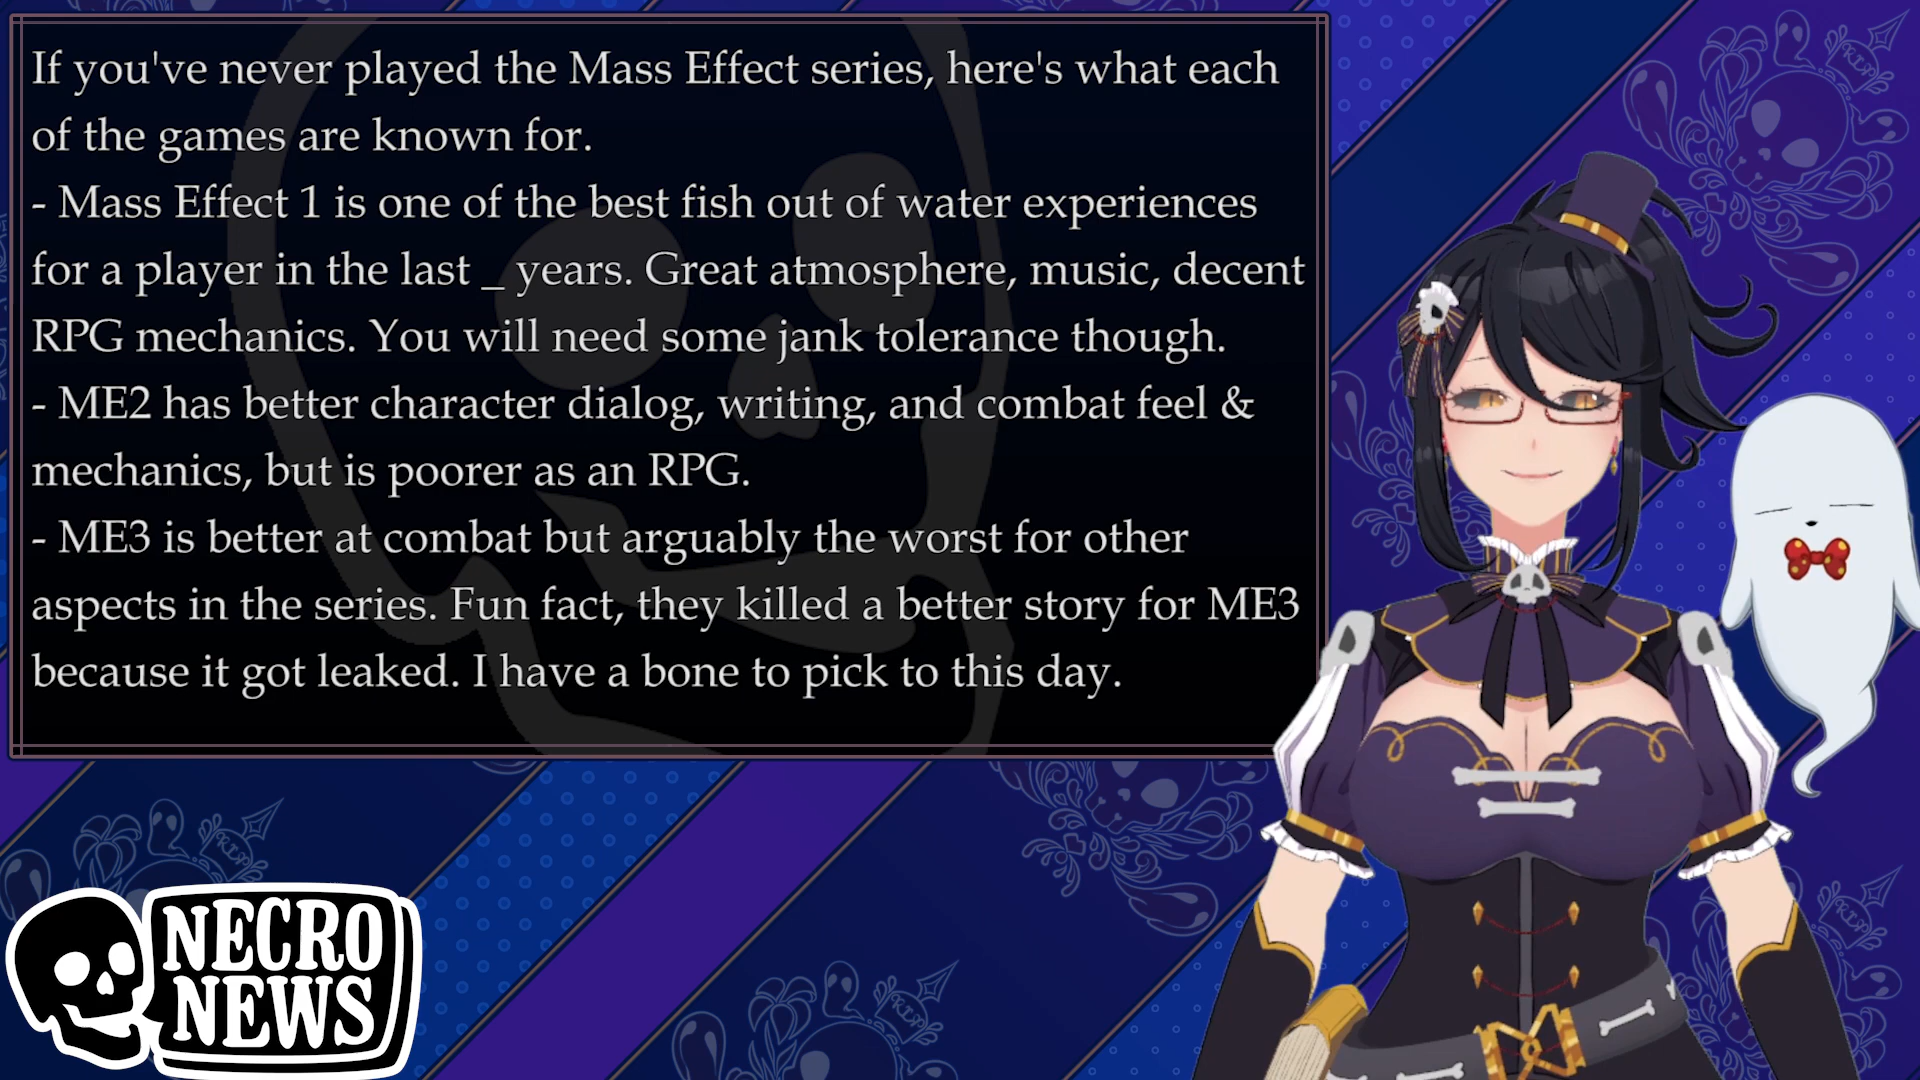 If you've never played the Mass Effect series, here's what each
of the games are known for.
- Mass Effect 1 is one of the best fish out of water experiences
for a player in the last _ years. Great atmosphere, music, decent
RPG mechanics. You will need some jank tolerance though.
- ME2 has better character dialog, writing, and combat feel &
mechanics, but is poorer as an RPG.
- ME3 is better at combat but arguably the worst for other
aspects in the series. Fun fact, they killed a better story for ME3
because it got leaked. I have a bone to pick to this day.
NECRO
NEWS